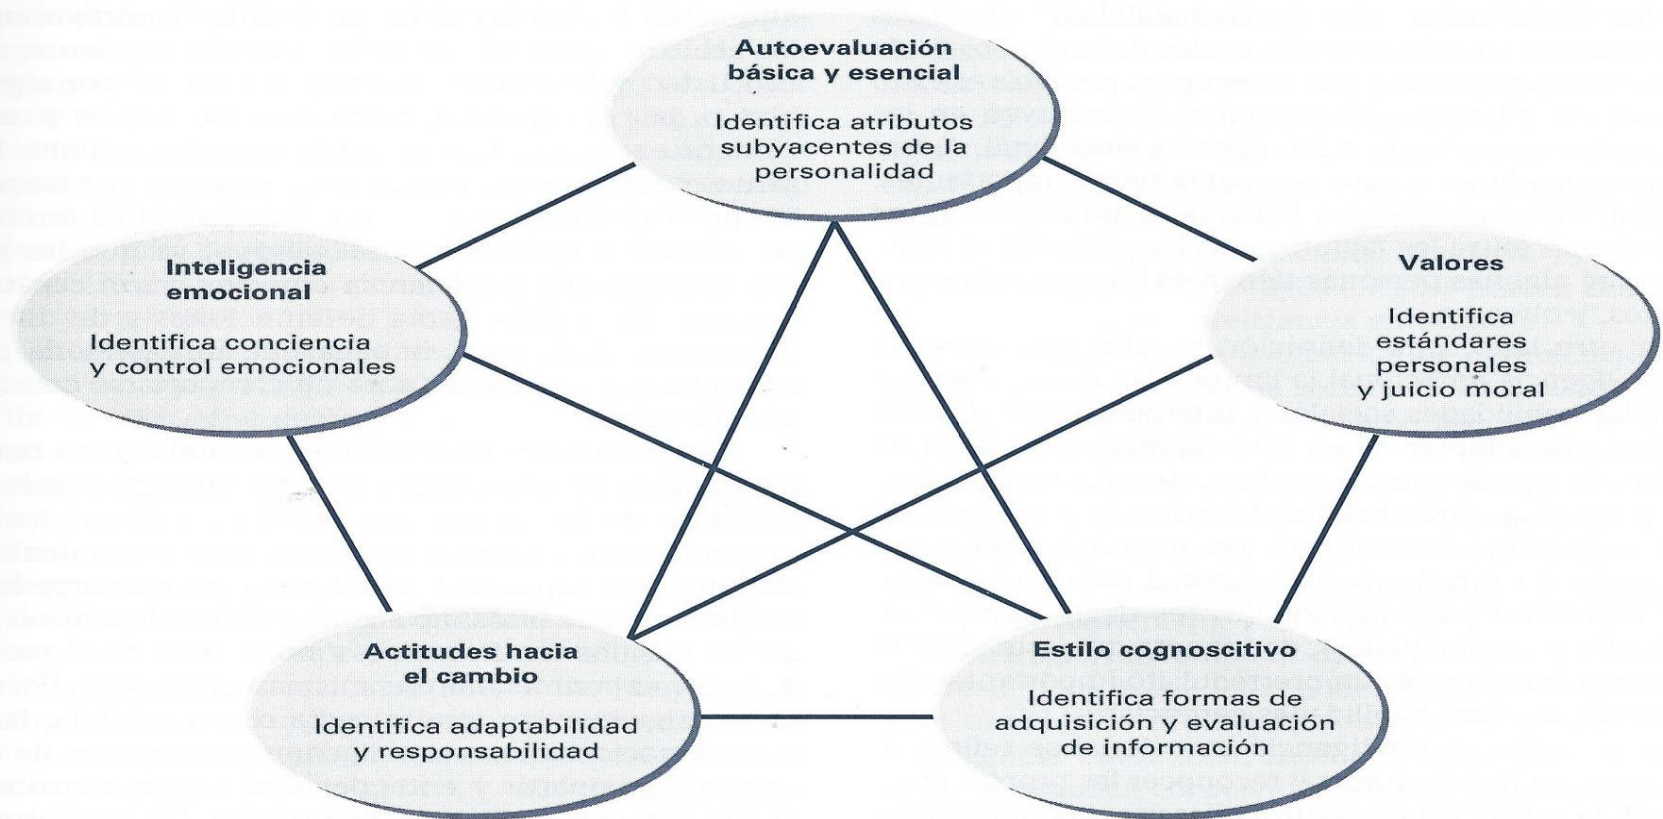 Autoevaluación
básica y esencial
Identifica atributos
subyacentes de la
personalidad
Inteligencia
emocional
Identifica conciencia
y control emocionales
Valores
Identifica
estándares
personales
y juicio moral
Actitudes hacia
el cambio
Identifica adaptabilidad
y responsabilidad
Estilo cognoscitivo
Identifica formas de
adquisición y evaluación
de información